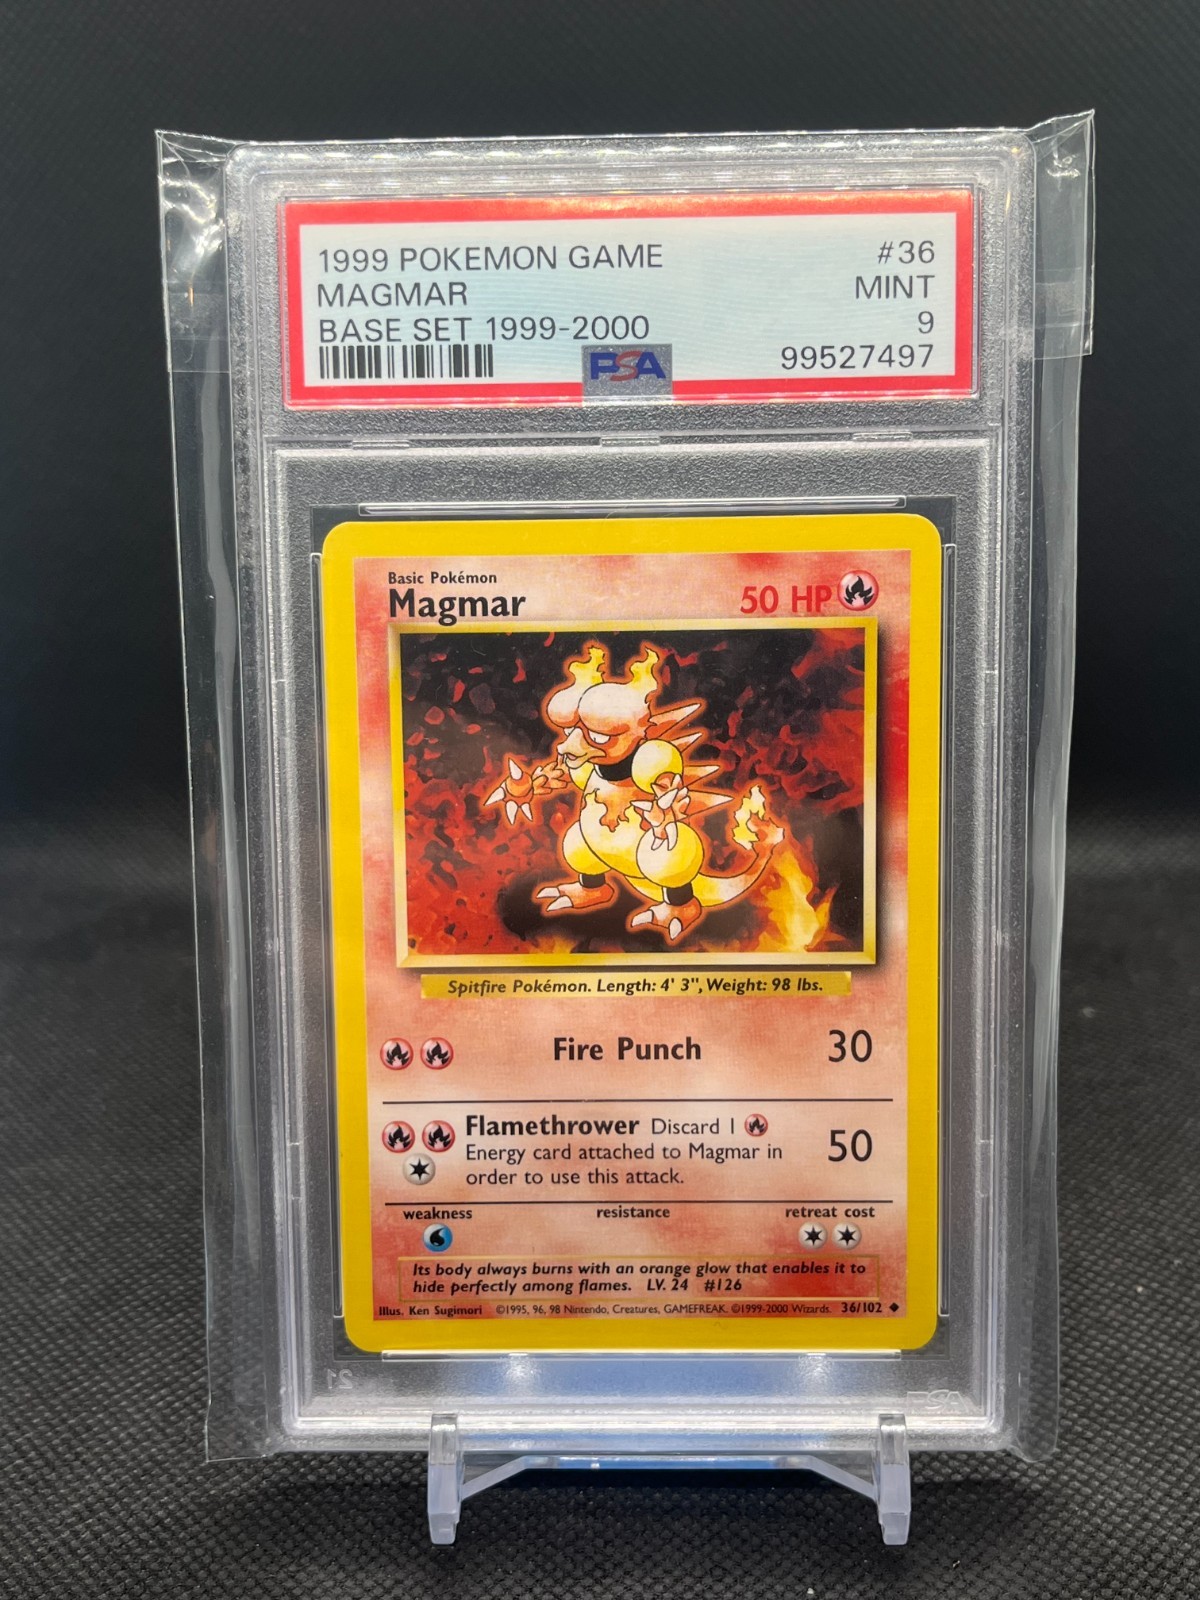 1999 POKEMON GAME #36
MAGMAR MINT
BASE SET 1999-2000 9
PSA 99527497
Basic Pokémon
Magmar 50 HP
Spitfire Pokémon. Length: 4' 3", Weight: 98 lbs.
Fire Punch 30
Flamethrower Discard 1
Energy card attached to Magmar in 50
order to use this attack.
weakness resistance retreat cost
Its body always burns with an orange glow that enables it to
hide perfectly among flames. LV. 24 #126
Illus. Ken Sugimori ©1995, 96, 98 Nintendo, Creatures, GAMEFREAK. ©1999-2000 Wizards. 36/102
PSA